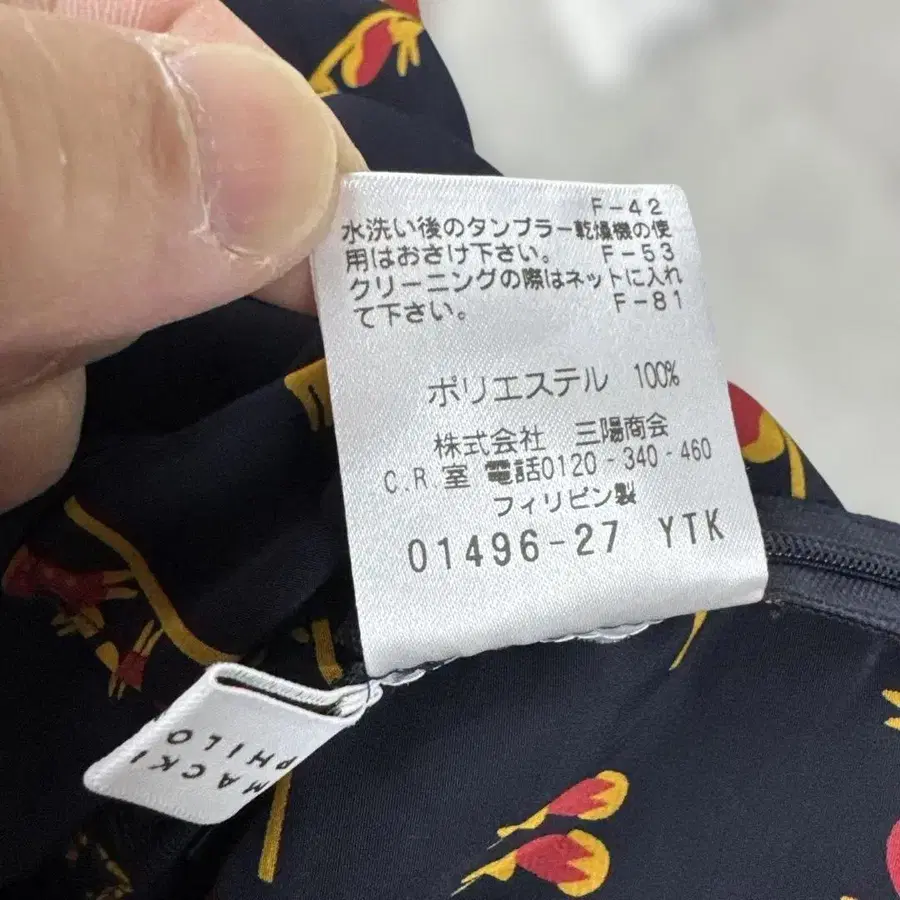 F-42
水洗い後のタンブラー乾燥機の使
用はおさけ下さい。 F-53
クリーニングの際はネットに入れ
て下さい。 F-81
ポリエステル 100%
株式会社 三陽商会
C.R.室 電話0120-340-460
フィリピン製
01496-27 YTK
MACKI
PHILO